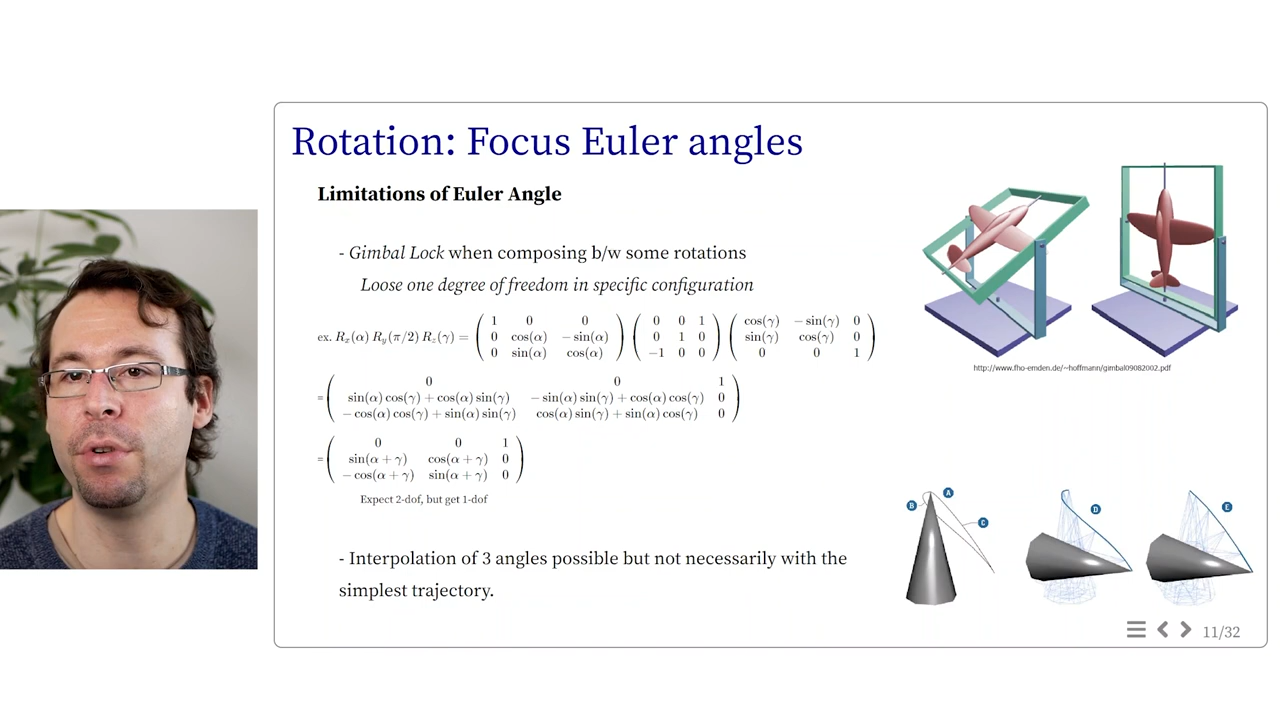 Rotation: Focus Euler angles
Limitations of Euler Angle
- Gimbal Lock when composing b/w some rotations
Loose one degree of freedom in specific configuration
ex. Rₓ(α) Rᵧ(π/2) R_z(γ) = ( 1 0 0 ; 0 cos(α) − sin(α) ; 0 sin(α) cos(α) ) ( 0 0 1 ; 0 1 0 ; −1 0 0 ) ( cos(γ) − sin(γ) 0 ; sin(γ) cos(γ) 0 ; 0 0 1 )
= ( 0 0 1 ; sin(α) cos(γ) + cos(α) sin(γ) − sin(α) sin(γ) + cos(α) cos(γ) 0 ; − cos(α) cos(γ) + sin(α) sin(γ) cos(α) sin(γ) + sin(α) cos(γ) 0 )
= ( 0 0 1 ; sin(α + γ) cos(α + γ) 0 ; − cos(α + γ) sin(α + γ) 0 )
Expect 2-dof, but get 1-dof
- Interpolation of 3 angles possible but not necessarily with the
simplest trajectory.
http://www.fho-emden.de/~hoffmann/gimbal09082002.pdf
A
B
C
D
E
11/32